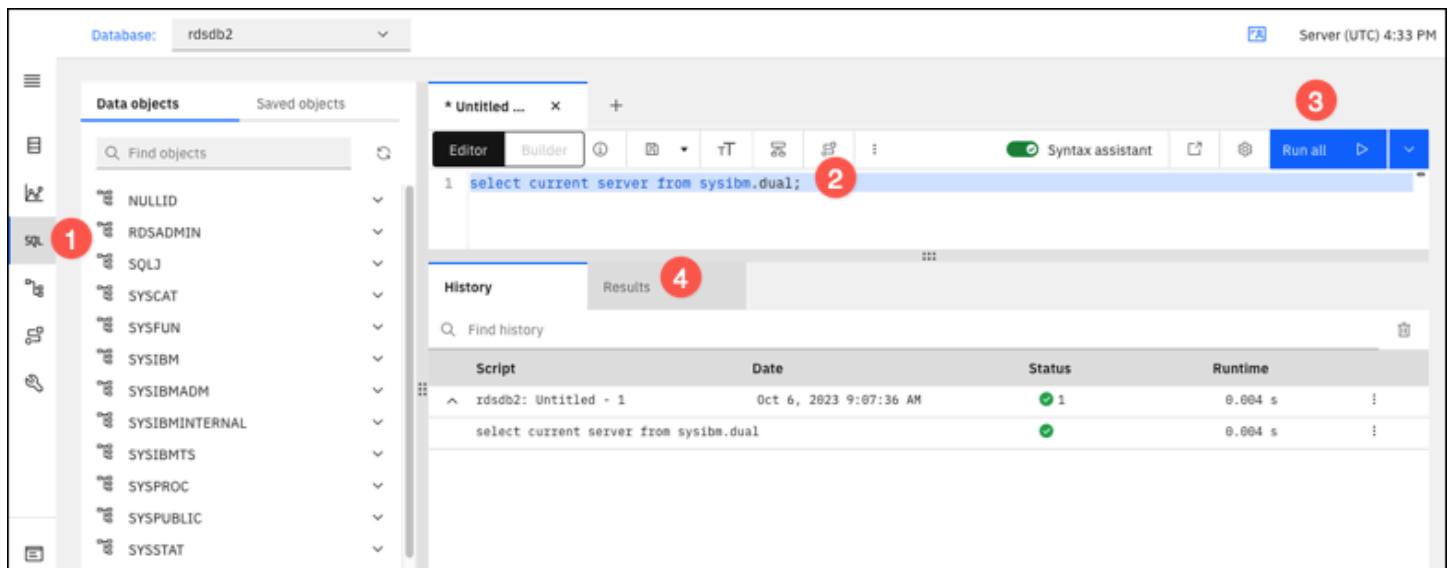 Database: rdsdb2
Server (UTC) 4:33 PM
Data objects
Saved objects
* Untitled ...
3
Find objects
Editor
Builder
Syntax assistant
Run all
1 select current server from sysibm.dual;
2
NULLID
RDSADMIN
SQL
1
SQLJ
History
Results
4
SYSCAT
SYSFUN
Find history
SYSIBM
Script Date Status Runtime
SYSIBMADM
rdsdb2: Untitled - 1 Oct 6, 2023 9:07:36 AM 1 0.004 s
SYSIBMINTERNAL
select current server from sysibm.dual 0.004 s
SYSIBMTS
SYSPROC
SYSPUBLIC
SYSSTAT